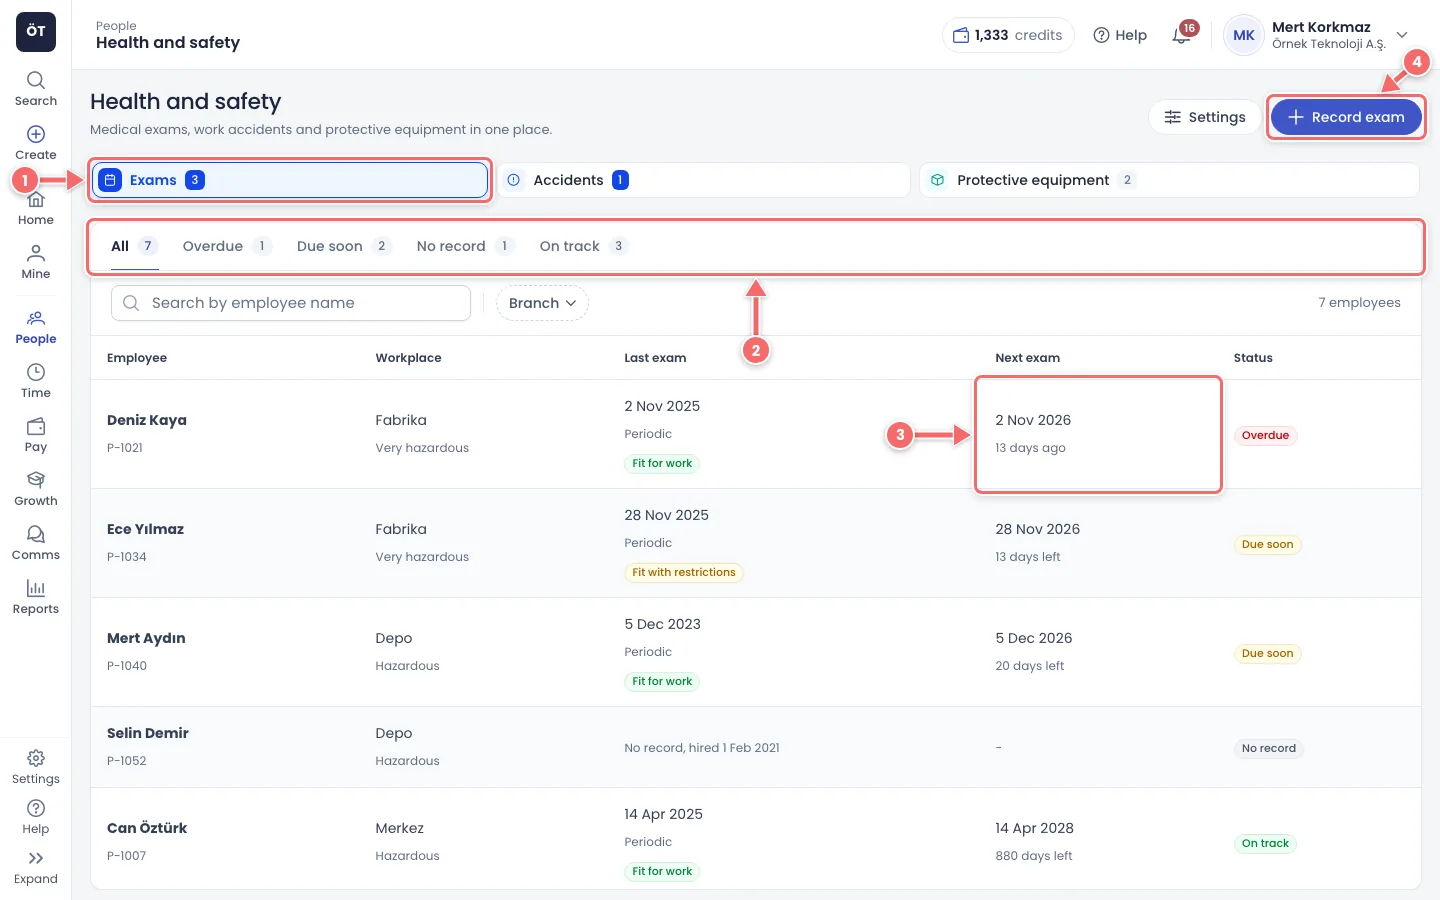 ÖT
Search
Create
Home
Mine
People
Time
Pay
Growth
Comms
Reports
Settings
Help
Expand
People
Health and safety
1,333 credits
Help
16
MK
Mert Korkmaz
Örnek Teknoloji A.Ş.
Health and safety
Medical exams, work accidents and protective equipment in one place.
Settings
Record exam
4
1
Exams 3
Accidents 1
Protective equipment 2
All 7
Overdue 1
Due soon 2
No record 1
On track 3
Search by employee name
Branch
7 employees
2
Employee Workplace Last exam Next exam Status
Deniz Kaya
P-1021
Fabrika
Very hazardous
2 Nov 2025
Periodic
Fit for work
3
2 Nov 2026
13 days ago
Overdue
Ece Yılmaz
P-1034
Fabrika
Very hazardous
28 Nov 2025
Periodic
Fit with restrictions
28 Nov 2026
13 days left
Due soon
Mert Aydın
P-1040
Depo
Hazardous
5 Dec 2023
Periodic
Fit for work
5 Dec 2026
20 days left
Due soon
Selin Demir
P-1052
Depo
Hazardous
No record, hired 1 Feb 2021
-
No record
Can Öztürk
P-1007
Merkez
Hazardous
14 Apr 2025
Periodic
Fit for work
14 Apr 2028
880 days left
On track